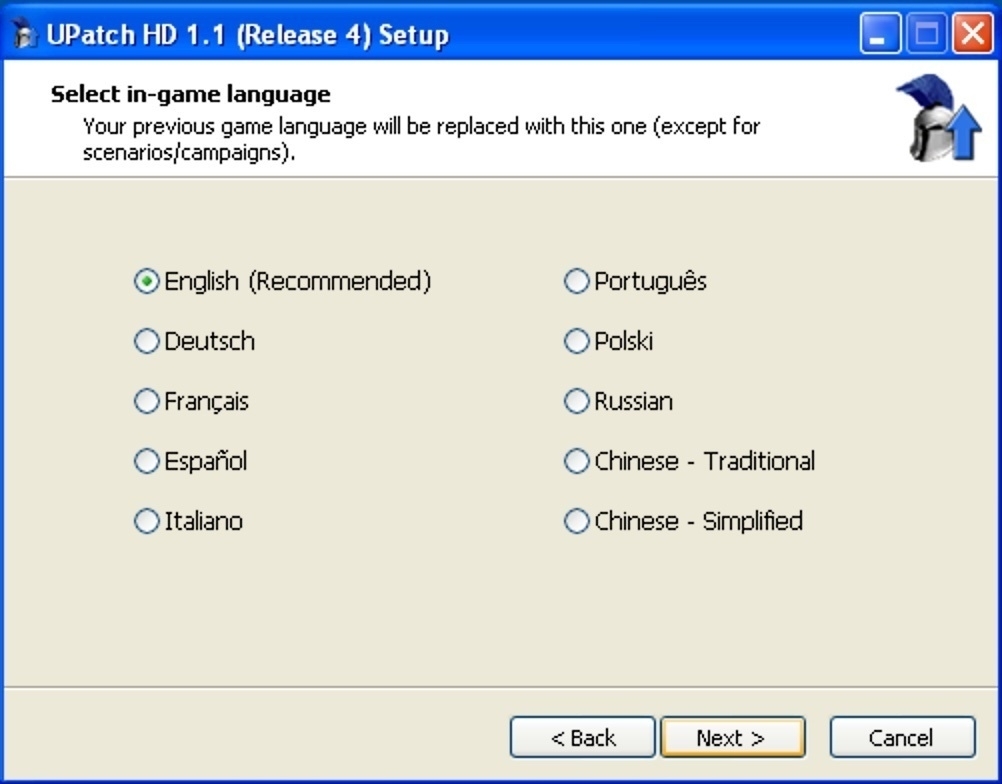 UPatch HD 1.1 (Release 4) Setup
Select in-game language
Your previous game language will be replaced with this one (except for
scenarios/campaigns).
English (Recommended)
Deutsch
Français
Español
Italiano
Português
Polski
Russian
Chinese - Traditional
Chinese - Simplified
< Back
Next >
Cancel